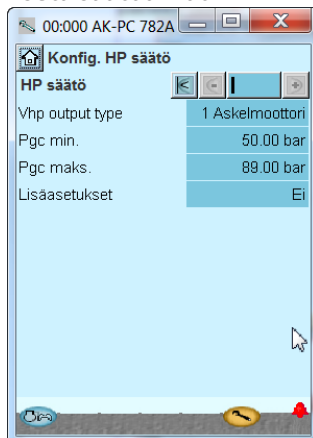 00:000 AK-PC 782A
Konfig. HP säätö
HP säätö
Vhp output type 1 Askelmoottori
Pgc min. 50.00 bar
Pgc maks. 89.00 bar
Lisäasetukset Ei